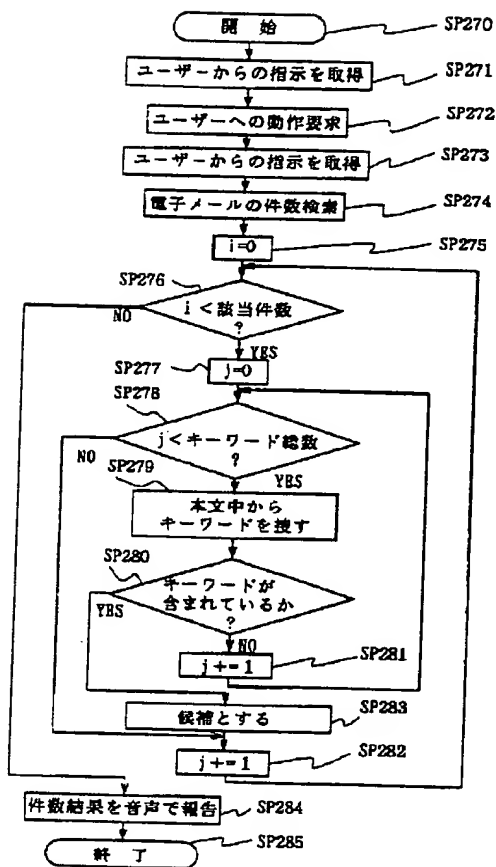 開始
SP270
ユーザーからの指示を取得
SP271
ユーザーへの動作要求
SP272
ユーザーからの指示を取得
SP273
電子メールの件数検索
SP274
i=0
SP275
SP276
i<該当件数
?
NO
YES
SP277
j=0
SP278
j<キーワード総数
?
NO
YES
SP279
本文中から
キーワードを捜す
SP280
キーワードが
含まれているか
?
YES
NO
j+=1
SP281
候補とする
SP283
j+=1
SP282
件数結果を音声で報告
SP284
終了
SP285